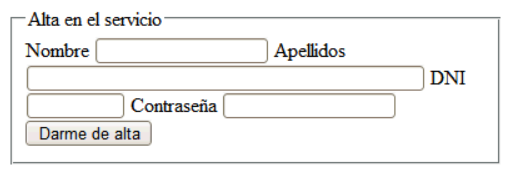 Alta en el servicio
Nombre Apellidos
DNI
Contraseña
Darme de alta